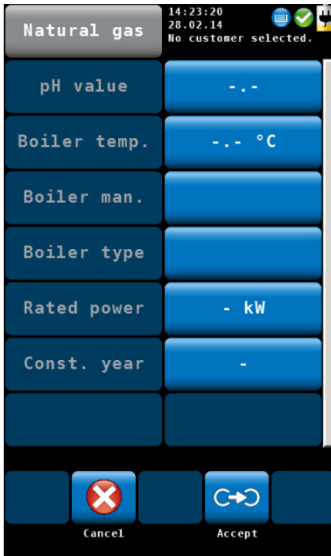 Natural gas
14:23:20
28.02.14
No customer selected.
pH value
-.-
Boiler temp.
-.- °C
Boiler man.
Boiler type
Rated power
- kW
Const. year
-
Cancel
Accept